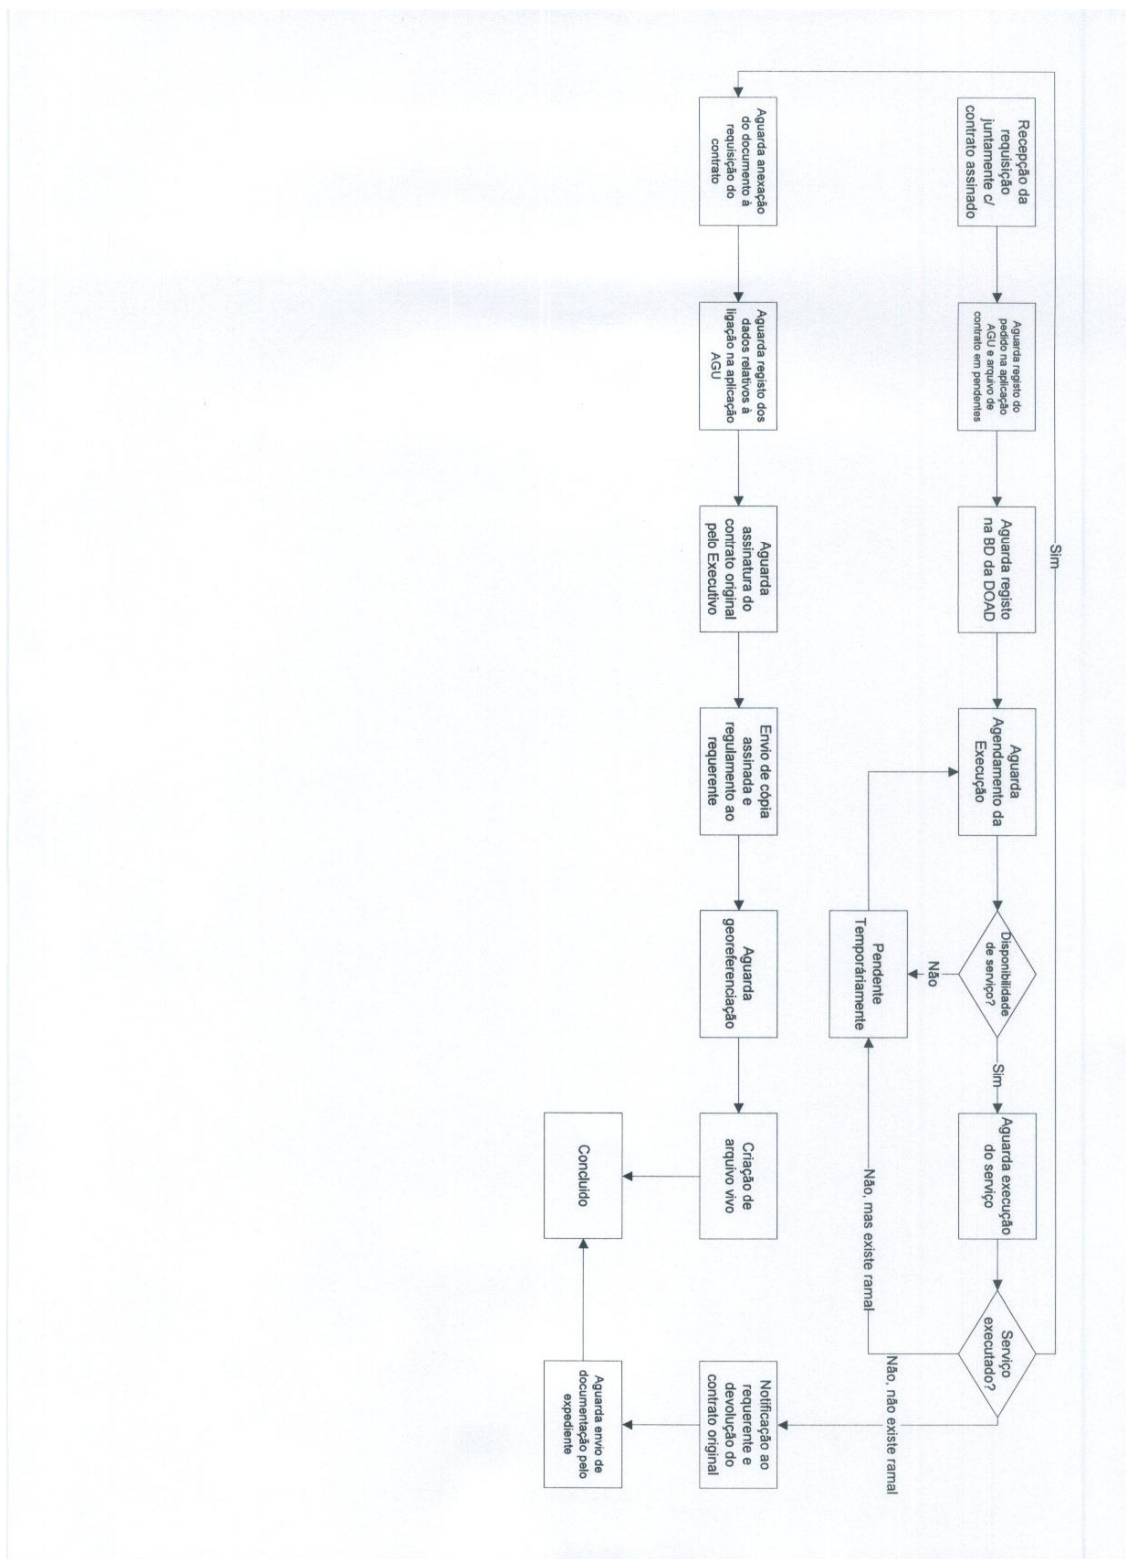 Recepção da
requisição
juntamente c/
contrato assinado
Aguarda registo do
pedido na aplicação
AGU e arquivo de
contrato em pendentes
Aguarda registo
na BD da DOAD
Aguarda
Agendamento da
Execução
Disponibilidade
de serviço?
Sim
Aguarda execução
do serviço
Serviço
executado?
Sim
Não
Pendente
Temporáriamente
Não, mas existe ramal
Não, não existe ramal
Aguarda anexação
do documento à
requisição do
contrato
Aguarda registo dos
dados relativos à
ligação na aplicação
AGU
Aguarda
assinatura do
contrato original
pelo Executivo
Envio de cópia
assinada e
regulamento ao
requerente
Aguarda
georeferenciação
Criação de
arquivo vivo
Notificação ao
requerente e
devolução do
contrato original
Concluido
Aguarda envio de
documentação pelo
expediente